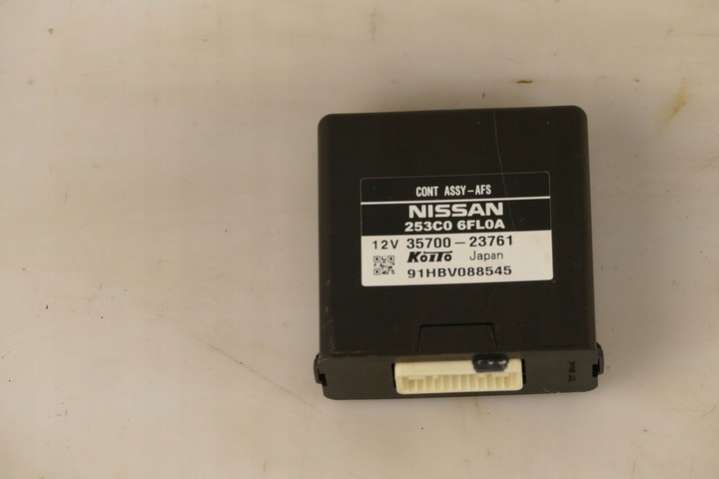 CONT ASSY-AFS
NISSAN
253C0 6FL0A
12V 35700-23761
KOITO Japan
91HBV088545